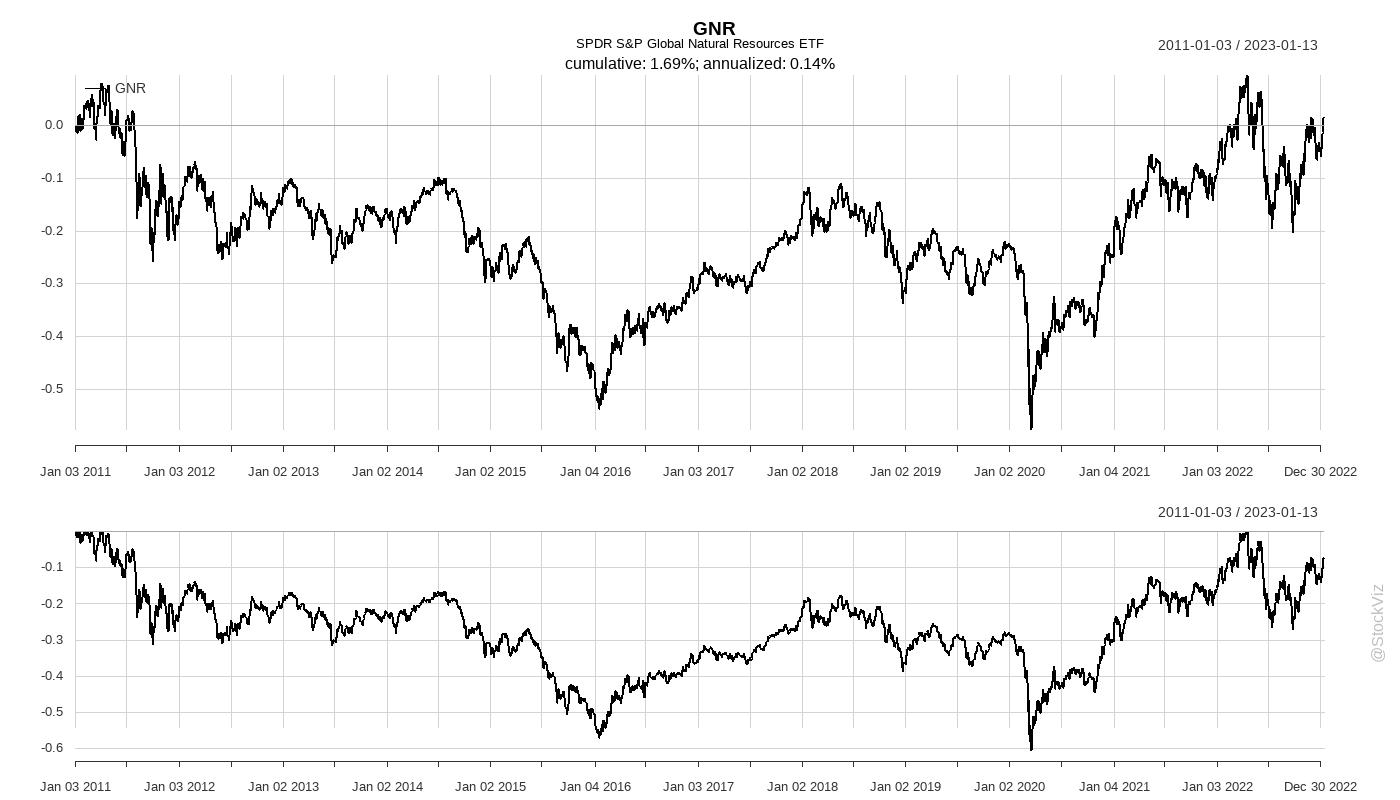 GNR
SPDR S&P Global Natural Resources ETF
cumulative: 1.69%; annualized: 0.14%
2011-01-03 / 2023-01-13
GNR
0.0
-0.1
-0.2
-0.3
-0.4
-0.5
Jan 03 2011 Jan 03 2012 Jan 02 2013 Jan 02 2014 Jan 02 2015 Jan 04 2016 Jan 03 2017 Jan 02 2018 Jan 02 2019 Jan 02 2020 Jan 04 2021 Jan 03 2022 Dec 30 2022
2011-01-03 / 2023-01-13
-0.1
-0.2
-0.3
-0.4
-0.5
-0.6
Jan 03 2011 Jan 03 2012 Jan 02 2013 Jan 02 2014 Jan 02 2015 Jan 04 2016 Jan 03 2017 Jan 02 2018 Jan 02 2019 Jan 02 2020 Jan 04 2021 Jan 03 2022 Dec 30 2022
@StockViz